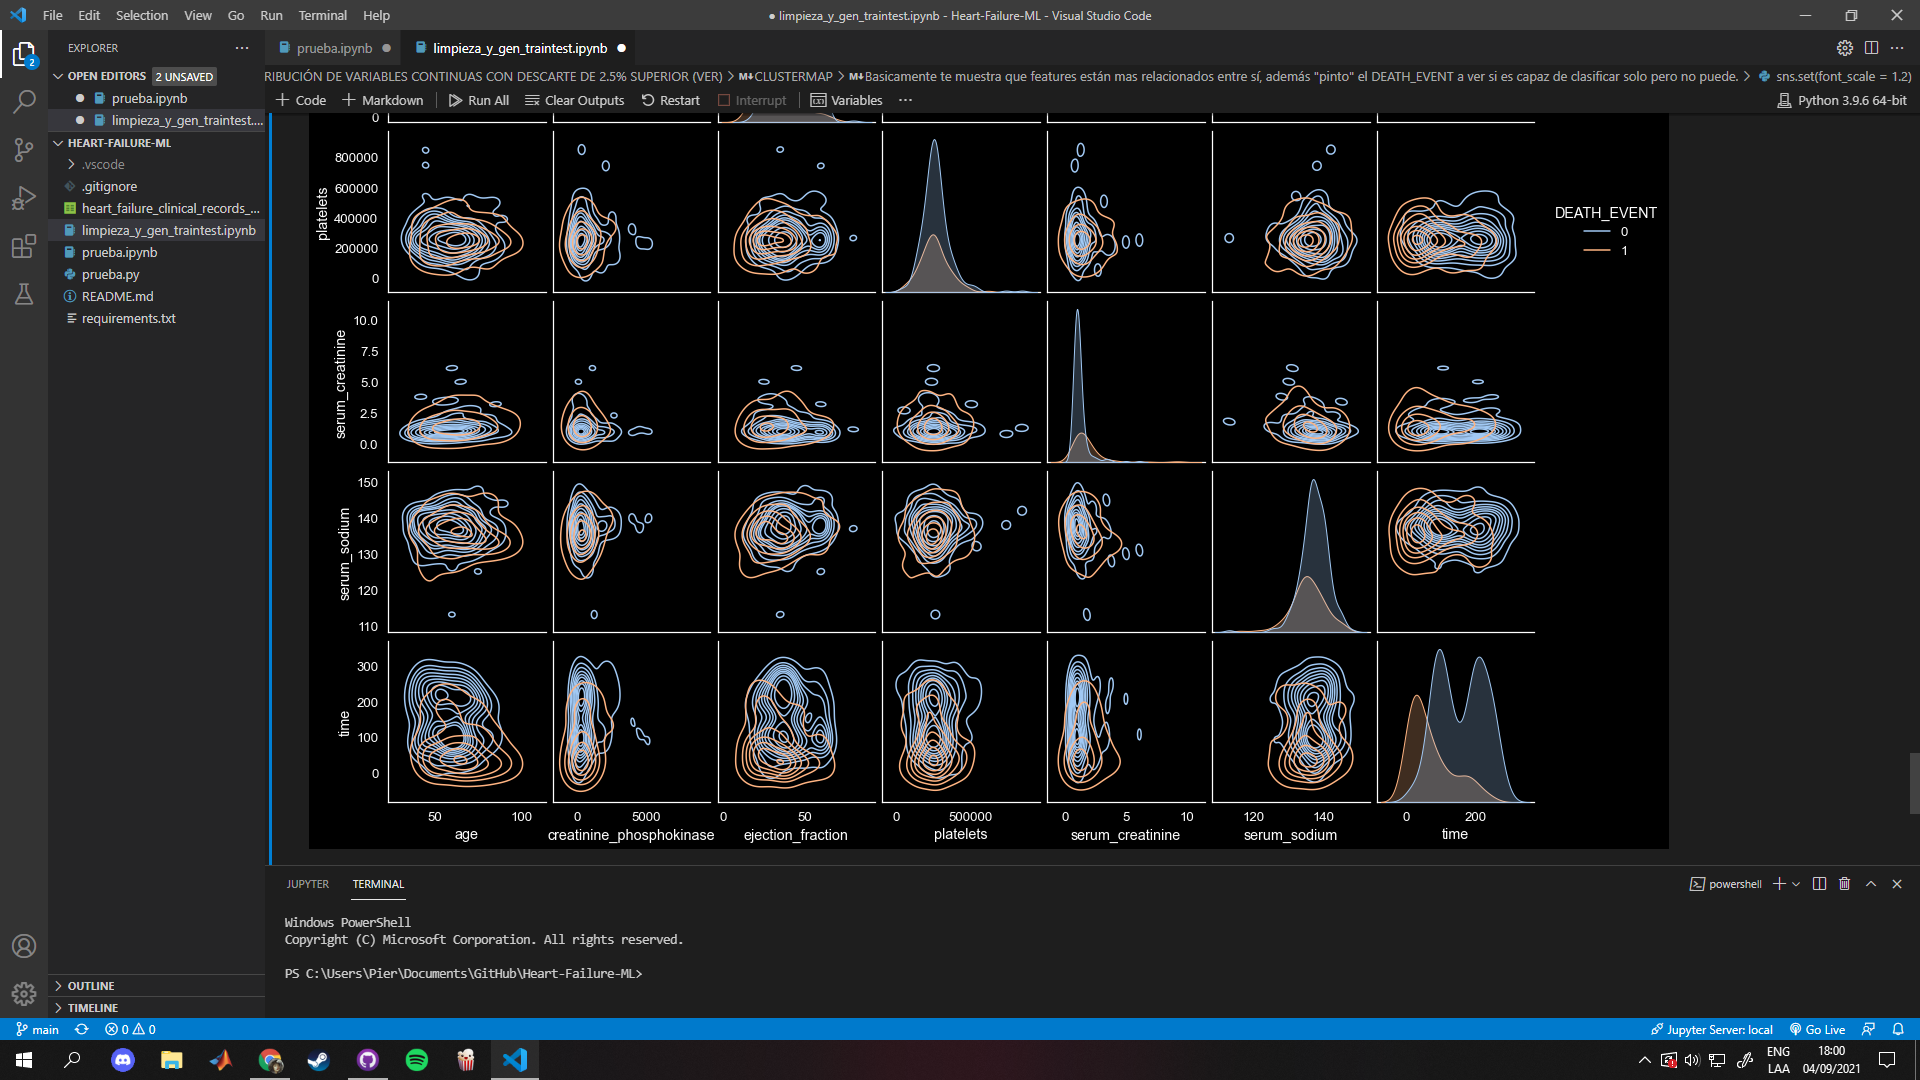 File Edit Selection View Go Run Terminal Help
● limpieza_y_gen_traintest.ipynb - Heart-Failure-ML - Visual Studio Code
EXPLORER
prueba.ipynb
limpieza_y_gen_traintest.ipynb
OPEN EDITORS 2 UNSAVED
RIBUCIÓN DE VARIABLES CONTINUAS CON DESCARTE DE 2.5% SUPERIOR (VER) > CLUSTERMAP > Basicamente te muestra que features están mas relacionados entre sí, además "pinto" el DEATH_EVENT a ver si es capaz de clasificar solo pero no puede. > sns.set(font_scale = 1.2)
Code Markdown Run All Clear Outputs Restart Interrupt Variables
Python 3.9.6 64-bit
2
prueba.ipynb
limpieza_y_gen_traintest....
HEART-FAILURE-ML
.vscode
.gitignore
heart_failure_clinical_records_...
limpieza_y_gen_traintest.ipynb
prueba.ipynb
prueba.py
README.md
requirements.txt
OUTLINE
TIMELINE
0
platelets
800000
600000
400000
200000
0
DEATH_EVENT
0
1
serum_creatinine
10.0
7.5
5.0
2.5
0.0
serum_sodium
150
140
130
120
110
time
300
200
100
0
50 100 0 5000 0 50 0 500000 0 5 10 120 140 0 200
age creatinine_phosphokinase ejection_fraction platelets serum_creatinine serum_sodium time
JUPYTER TERMINAL
powershell
Windows PowerShell
Copyright (C) Microsoft Corporation. All rights reserved.
PS C:\Users\Pier\Documents\GitHub\Heart-Failure-ML>
main 0 0
Jupyter Server: local Go Live
ENG
LAA
18:00
04/09/2021